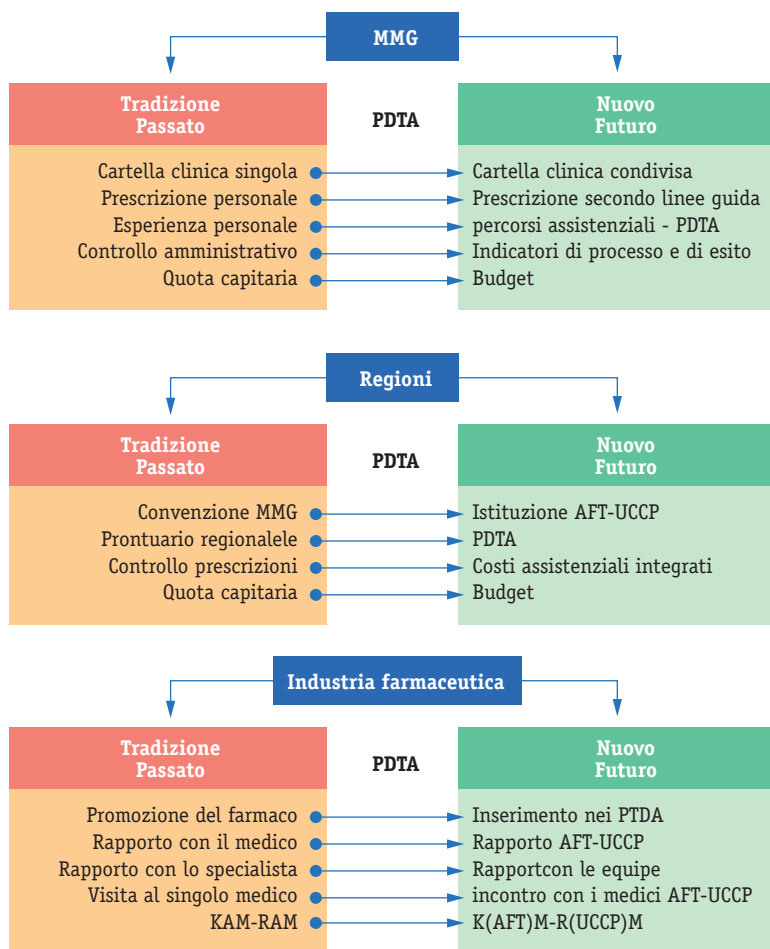 MMG
Tradizione
Passato
PDTA
Nuovo
Futuro
Cartella clinica singola
Cartella clinica condivisa
Prescrizione personale
Prescrizione secondo linee guida
Esperienza personale
percorsi assistenziali - PDTA
Controllo amministrativo
Indicatori di processo e di esito
Quota capitaria
Budget
Regioni
Tradizione
Passato
PDTA
Nuovo
Futuro
Convenzione MMG
Istituzione AFT-UCCP
Prontuario regionalele
PDTA
Controllo prescrizioni
Costi assistenziali integrati
Quota capitaria
Budget
Industria farmaceutica
Tradizione
Passato
PDTA
Nuovo
Futuro
Promozione del farmaco
Inserimento nei PTDA
Rapporto con il medico
Rapporto AFT-UCCP
Rapporto con lo specialista
Rapportcon le equipe
Visita al singolo medico
incontro con i medici AFT-UCCP
KAM-RAM
K(AFT)M-R(UCCP)M